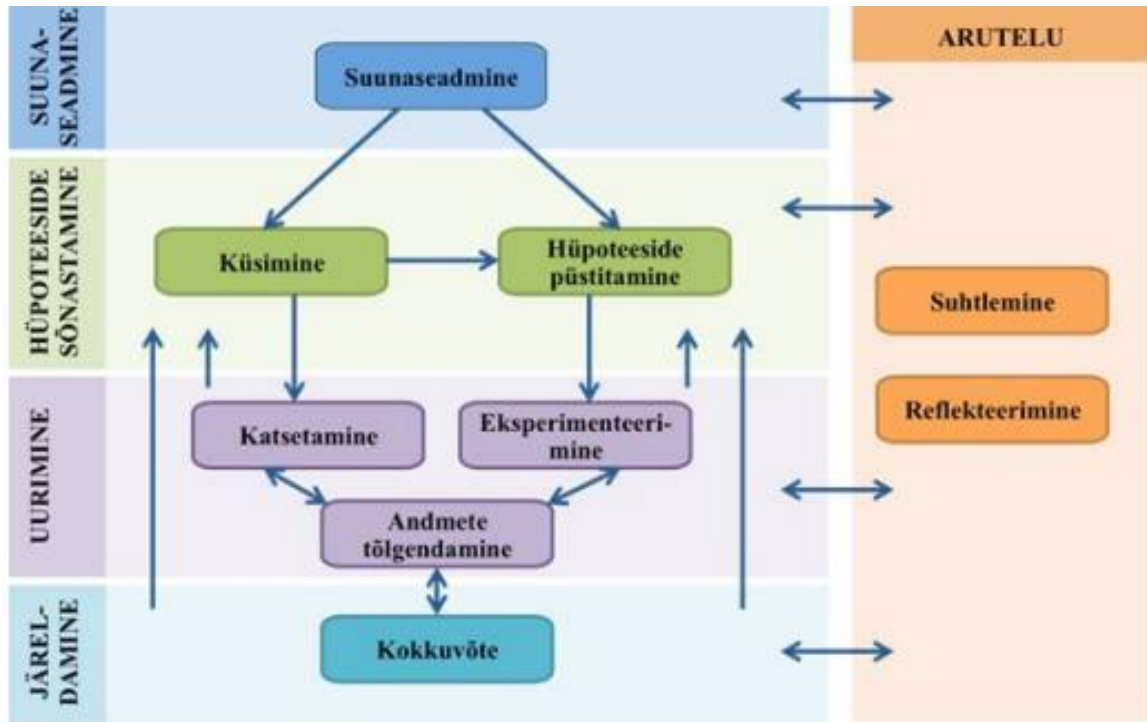 SUUNA-
SEADMINE
Suunaseadmine
ARUTELU
HÜPOTEESIDE
SÕNASTAMINE
Küsimine
Hüpoteeside
püstitamine
Suhtlemine
Reflekteerimine
UURIMINE
Katsetamine
Eksperimenteeri-
mine
Andmete
tõlgendamine
JÄREL-
DAMINE
Kokkuvõte